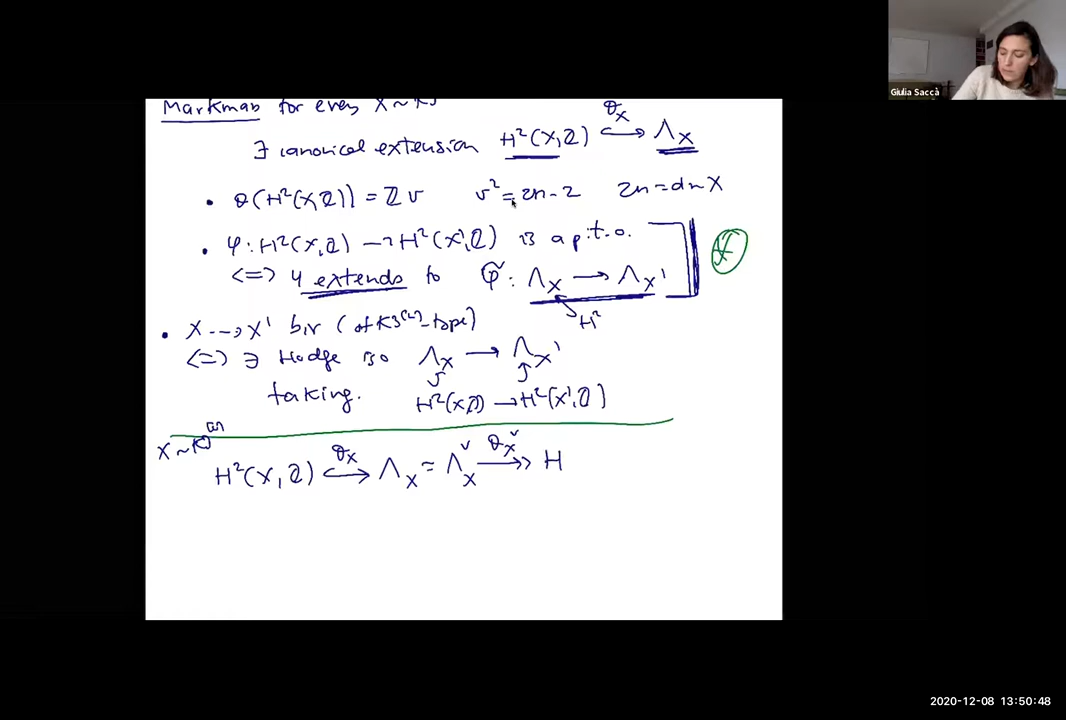 Markman for every X ~ K3
∃ canonical extension H²(X,Z) ↪ Λ_X
θ_X
• θ(H²(X,Z)) = Z v v² = 2n-2 2n = dim X
• φ: H²(X,Z) → H²(X',Z) is a p.t.o.
<=> φ extends to φ̃ : Λ_X → Λ_X'
H²
• X --> X' bir (of K3^[n]-type)
<=> ∃ Hodge iso Λ_X → Λ_X'
taking. H²(X,Z) → H²(X',Z)
X ~ K3^[n]
H²(X,Z) ↪^θ_X Λ_X = Λ_X^v ↠^θ_X^v H
Giulia Saccà
2020-12-08 13:50:48